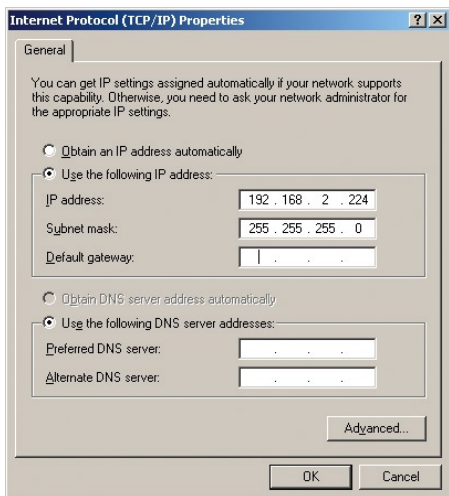 Internet Protocol (TCP/IP) Properties
General
You can get IP settings assigned automatically if your network supports
this capability. Otherwise, you need to ask your network administrator for
the appropriate IP settings.
Obtain an IP address automatically
Use the following IP address:
IP address: 192 . 168 . 2 . 224
Subnet mask: 255 . 255 . 255 . 0
Default gateway: . . .
Obtain DNS server address automatically
Use the following DNS server addresses:
Preferred DNS server: . . .
Alternate DNS server: . . .
Advanced...
OK Cancel